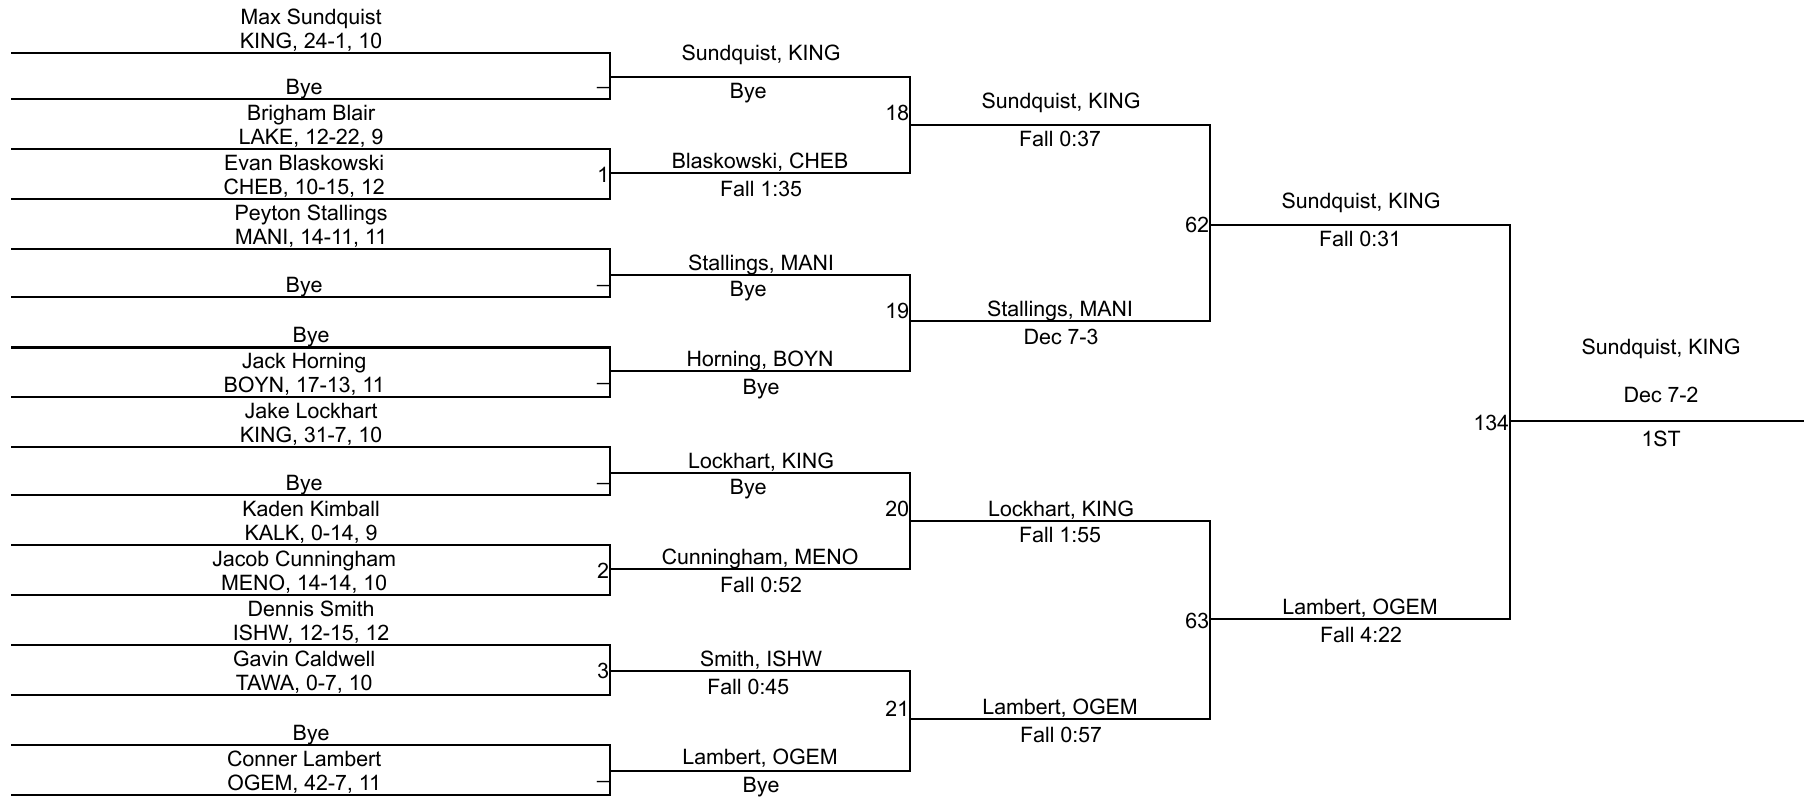 Max Sundquist
KING, 24-1, 10
Bye
Brigham Blair
LAKE, 12-22, 9
Evan Blaskowski
CHEB, 10-15, 12
1
Peyton Stallings
MANI, 14-11, 11
Bye
Bye
Jack Horning
BOYN, 17-13, 11
Jake Lockhart
KING, 31-7, 10
Bye
Kaden Kimball
KALK, 0-14, 9
Jacob Cunningham
MENO, 14-14, 10
2
Dennis Smith
ISHW, 12-15, 12
Gavin Caldwell
TAWA, 0-7, 10
3
Bye
Conner Lambert
OGEM, 42-7, 11
Sundquist, KING
Bye
18
Blaskowski, CHEB
Fall 1:35
Stallings, MANI
Bye
19
Horning, BOYN
Bye
Lockhart, KING
Bye
20
Cunningham, MENO
Fall 0:52
Smith, ISHW
Fall 0:45
21
Lambert, OGEM
Bye
Sundquist, KING
Fall 0:37
62
Stallings, MANI
Dec 7-3
Lockhart, KING
Fall 1:55
63
Lambert, OGEM
Fall 0:57
Sundquist, KING
Fall 0:31
134
Lambert, OGEM
Fall 4:22
Sundquist, KING
Dec 7-2
1ST